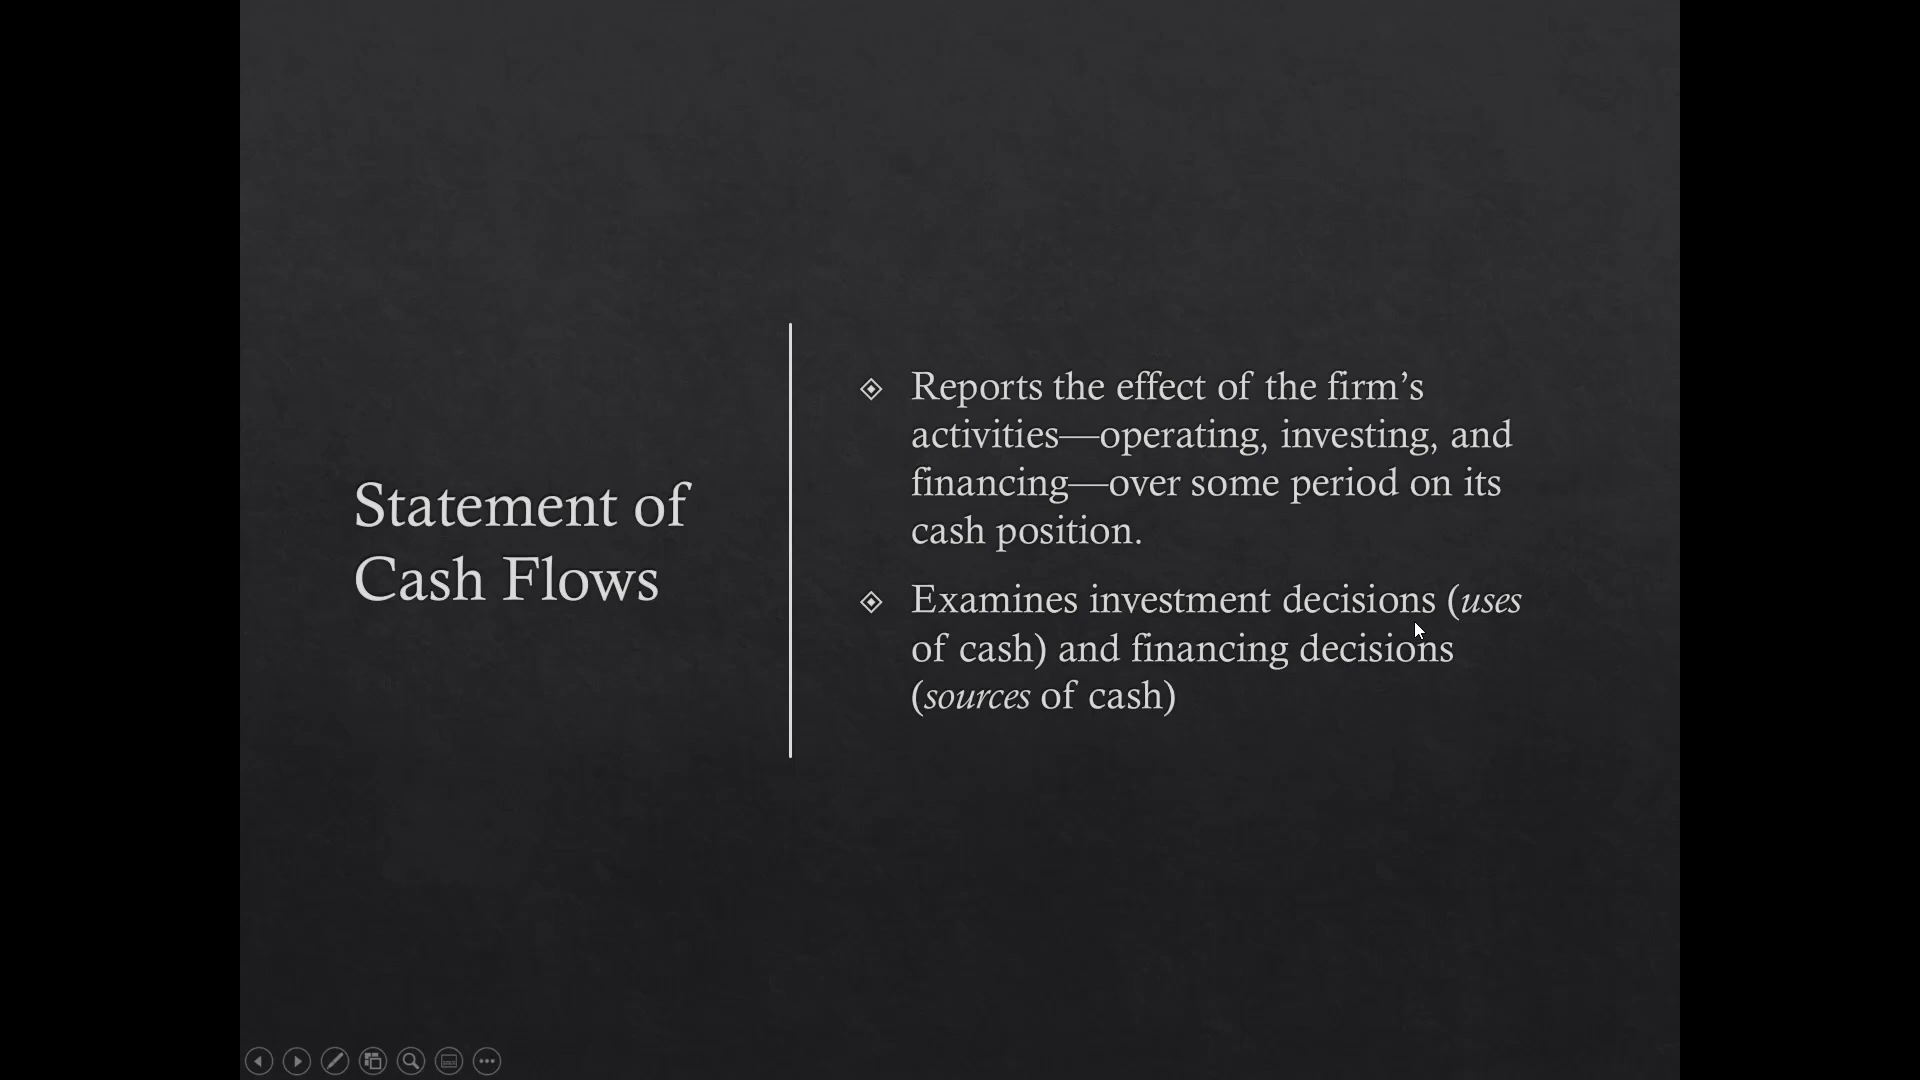 Statement of
Cash Flows
Reports the effect of the firm’s
activities—operating, investing, and
financing—over some period on its
cash position.
Examines investment decisions (uses
of cash) and financing decisions
(sources of cash)